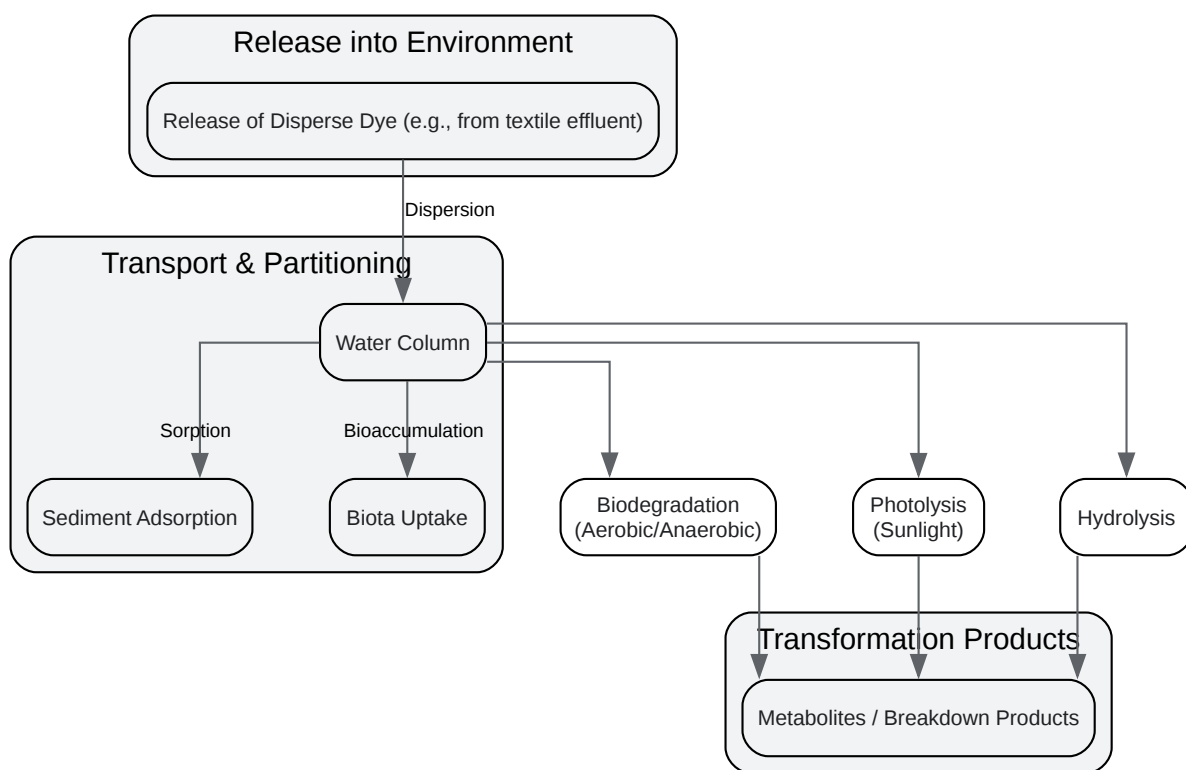 Release into Environment
Release of Disperse Dye (e.g., from textile effluent)
Dispersion
Transport & Partitioning
Water Column
Sorption
Bioaccumulation
Sediment Adsorption
Biota Uptake
Biodegradation
(Aerobic/Anaerobic)
Photolysis
(Sunlight)
Hydrolysis
Transformation Products
Metabolites / Breakdown Products